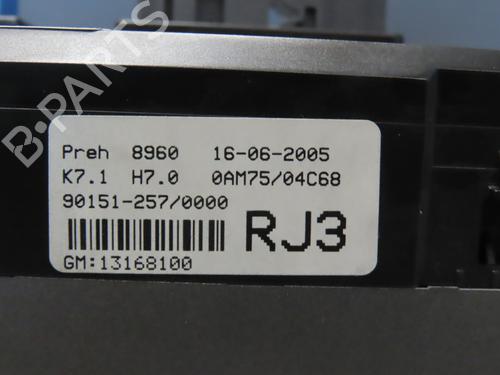 B-PARTS
Preh 8960 16-06-2005
K7.1 H7.0 0AM75/04C68
90151-257/0000
RJ3
GM:13168100